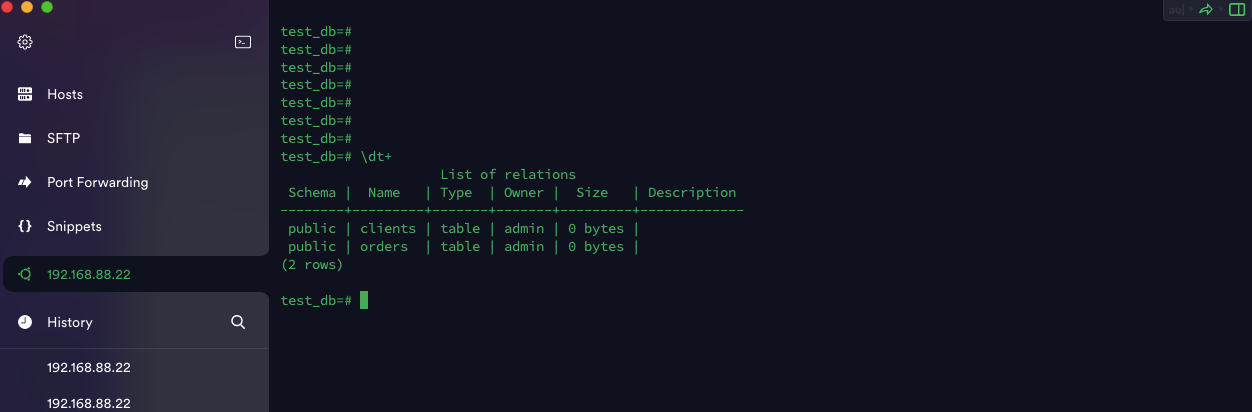 Hosts
SFTP
Port Forwarding
Snippets
192.168.88.22
History
192.168.88.22
192.168.88.22
test_db=#
test_db=#
test_db=#
test_db=#
test_db=#
test_db=#
test_db=#
test_db=# \dt+
List of relations
Schema | Name | Type | Owner | Size | Description
--------+---------+-------+-------+---------+-------------
public | clients | table | admin | 0 bytes |
public | orders | table | admin | 0 bytes |
(2 rows)
test_db=#